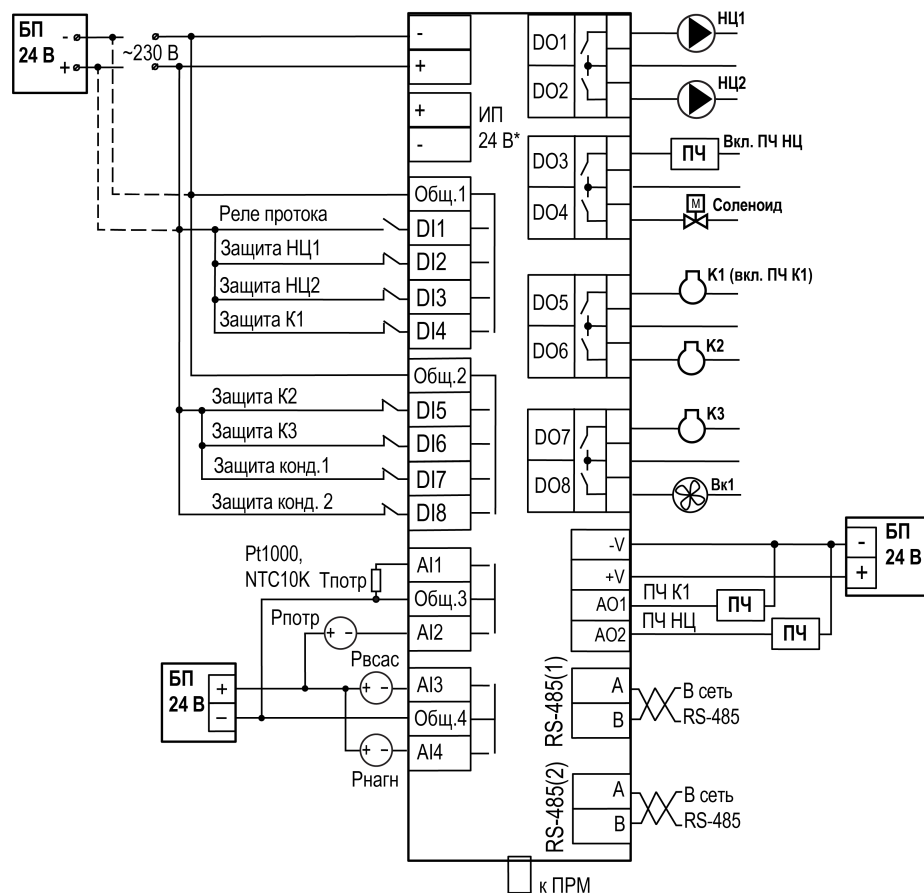 БП
24 В
-
+
~230 В
-
+
+
-
ИП
24 В*
Общ.1
Реле протока
DI1
Защита НЦ1
DI2
Защита НЦ2
DI3
Защита К1
DI4
Общ.2
Защита К2
DI5
Защита К3
DI6
Защита конд.1
DI7
Защита конд. 2
DI8
Pt1000,
NTC10K
Тпотр
AI1
Общ.3
Рпотр
+ -
AI2
Рвсас
БП
24 В
+
–
+ -
AI3
Общ.4
+ -
AI4
Рнагн
DO1
НЦ1
DO2
НЦ2
DO3
ПЧ
Вкл. ПЧ НЦ
DO4
M
Соленоид
DO5
К1 (вкл. ПЧ К1)
DO6
К2
DO7
К3
DO8
Вк1
-V
+V
-
+
БП
24 В
AO1
ПЧ К1
ПЧ
AO2
ПЧ НЦ
ПЧ
RS-485(1)
A
B
В сеть
RS-485
RS-485(2)
A
B
В сеть
RS-485
к ПРМ